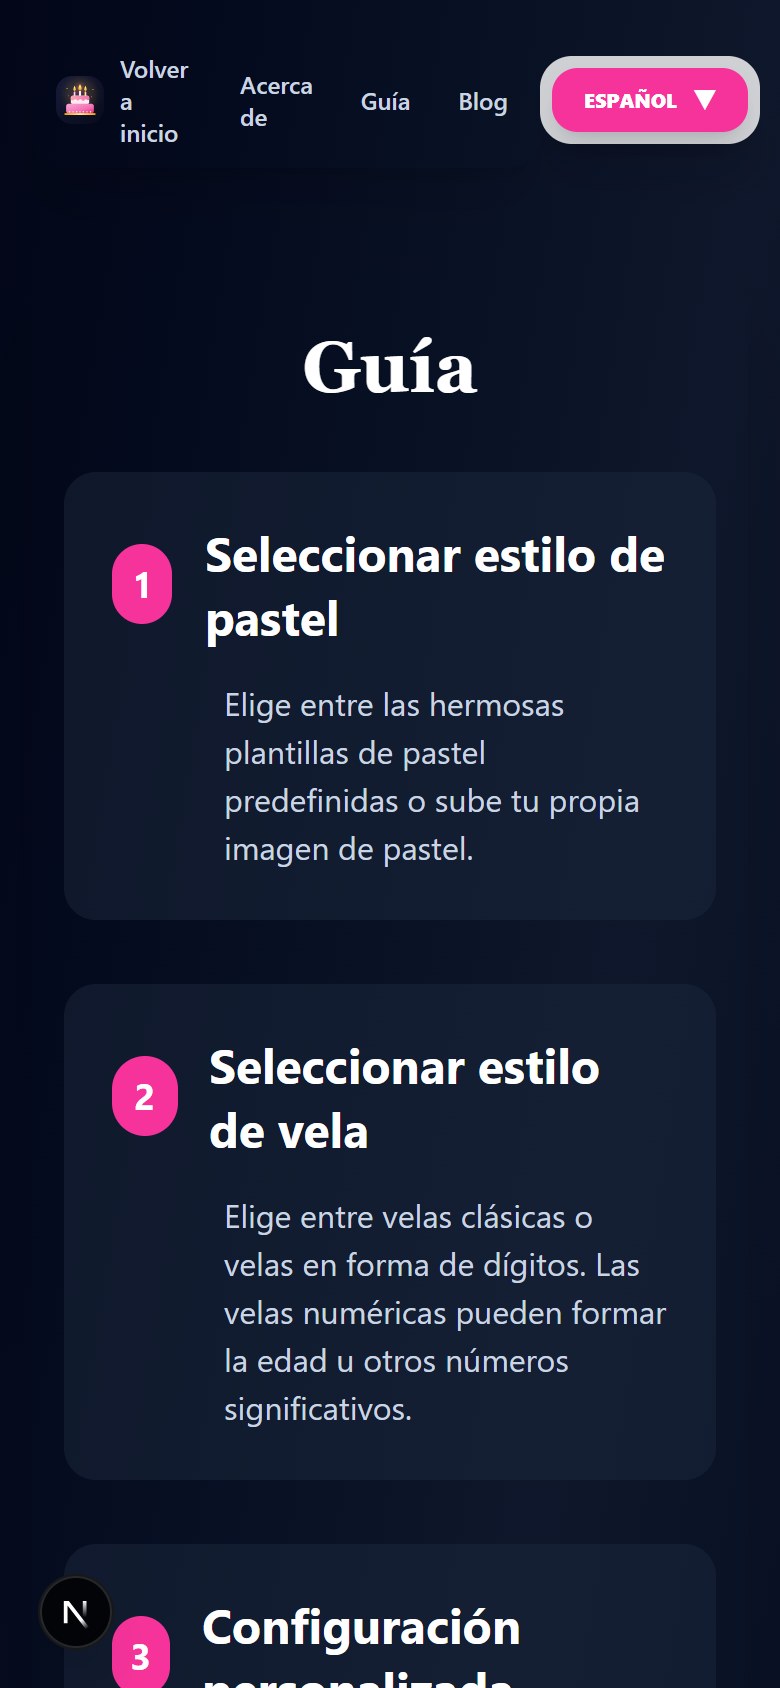 Volver
a
inicio
Acerca
de
Guía
Blog
ESPAÑOL ▼
Guía
1
Seleccionar estilo de
pastel
Elige entre las hermosas
plantillas de pastel
predefinidas o sube tu propia
imagen de pastel.
2
Seleccionar estilo
de vela
Elige entre velas clásicas o
velas en forma de dígitos. Las
velas numéricas pueden formar
la edad u otros números
significativos.
N
3
Configuración
personalizada